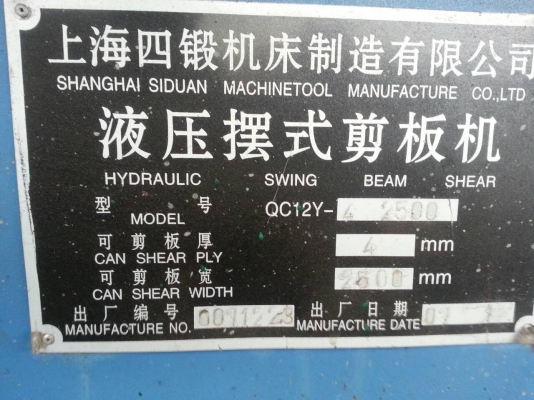 上海四锻机床制造有限公司
SHANGHAI SIDUAN MACHINETOOL MANUFACTURE CO.,LTD
液压摆式剪板机
HYDRAULIC SWING BEAM SHEAR
型 号
MODEL QC12Y-4 2500
可剪板厚
CAN SHEAR PLY 4 mm
可剪板宽
CAN SHEAR WIDTH 2500 mm
出厂编号 出厂日期
MANUFACTURE NO. MANUFACTURE DATE